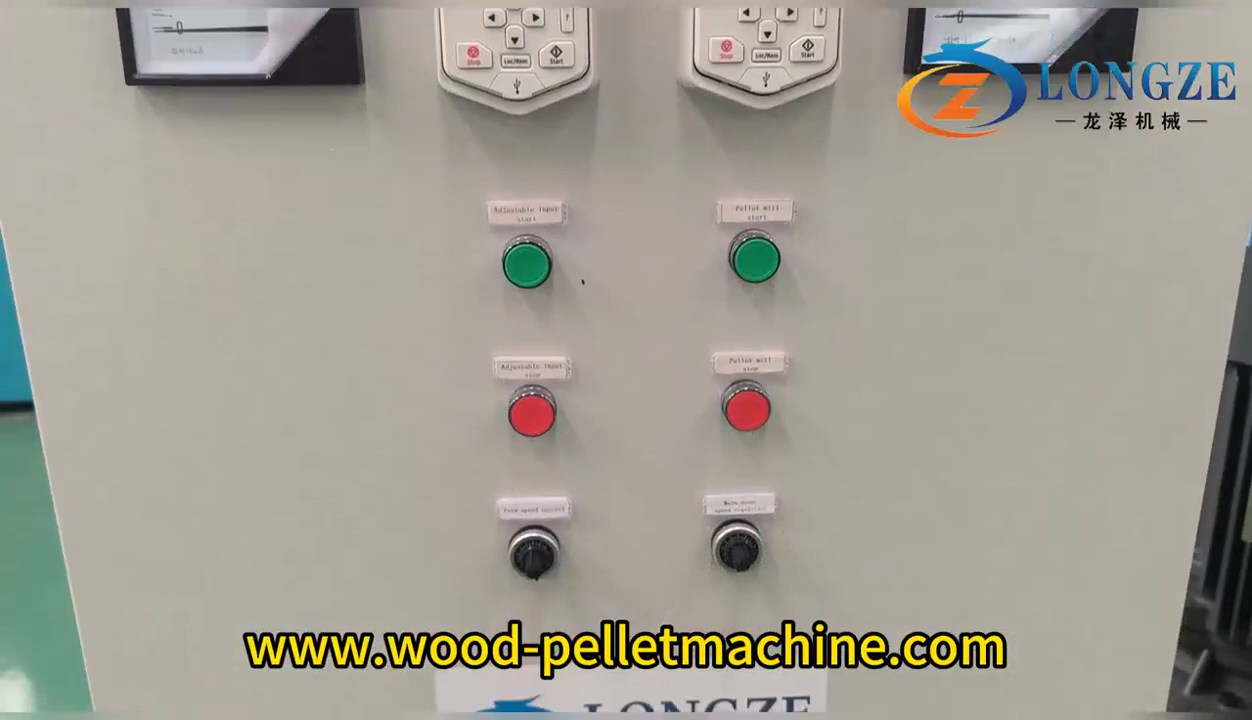 Stop
Loc/Rem
Start
Stop
Loc/Rem
Start
LONGZE
龙泽机械
Adjustable input
start
Pellet mill
start
Adjustable input
stop
Pellet mill
stop
Feed speed control
speed
www.wood-pelletmachine.com
LONGZE